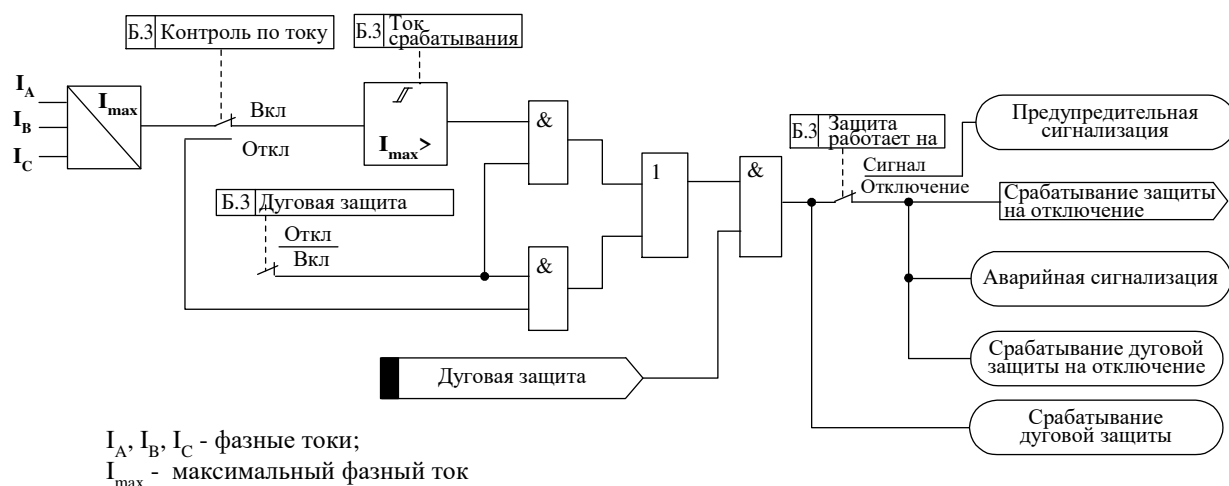 Б.3 Контроль по току
Б.3 Ток
срабатывания
I_A
I_B
I_C
I_max
Вкл
Откл
I_max >
&
Б.3 Дуговая защита
Откл
Вкл
&
1
&
Дуговая защита
Б.3 Защита
работает на
Сигнал
Отключение
Предупредительная
сигнализация
Срабатывание защиты
на отключение
Аварийная сигнализация
Срабатывание дуговой
защиты на отключение
Срабатывание
дуговой защиты
I_A, I_B, I_C - фазные токи;
I_max - максимальный фазный ток